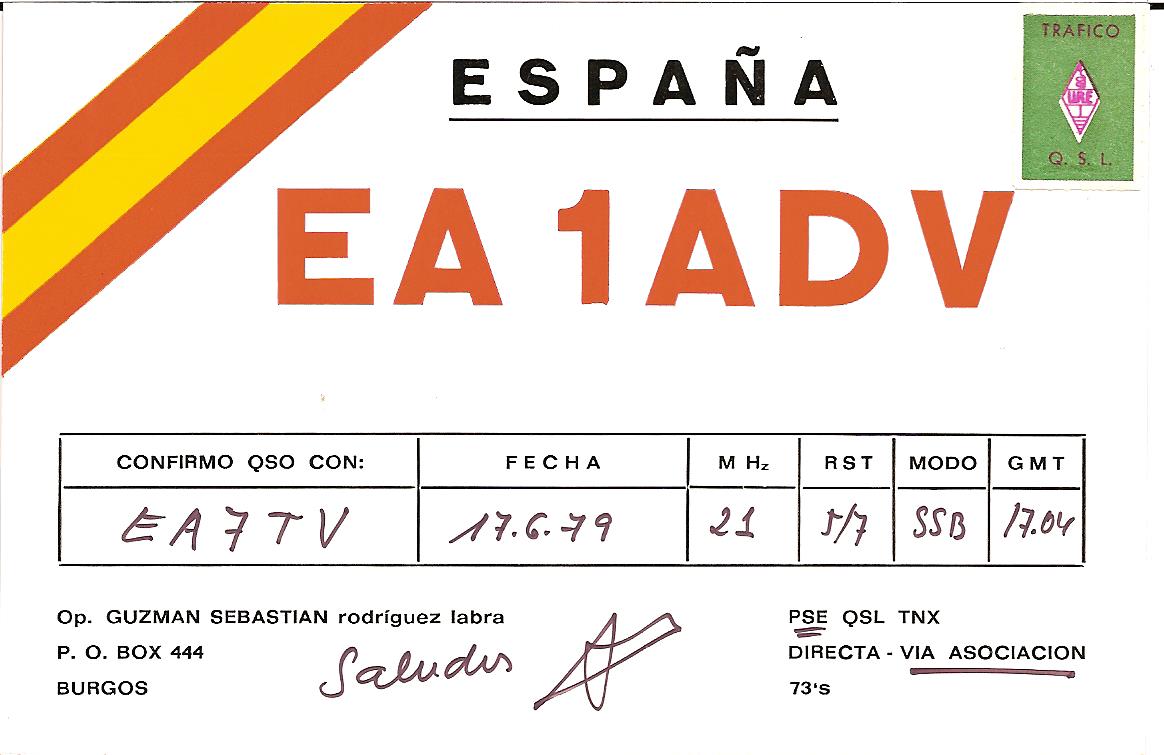 ESPAÑA
TRAFICO
URE
Q. S. L.
EA1ADV
CONFIRMO QSO CON: FECHA MHz RST MODO GMT
EA7TV 17.6.79 21 5/7 SSB 17.04
Op. GUZMAN SEBASTIAN rodríguez labra
P. O. BOX 444
BURGOS
Saludos
PSE QSL TNX
DIRECTA - VIA ASOCIACION
73's